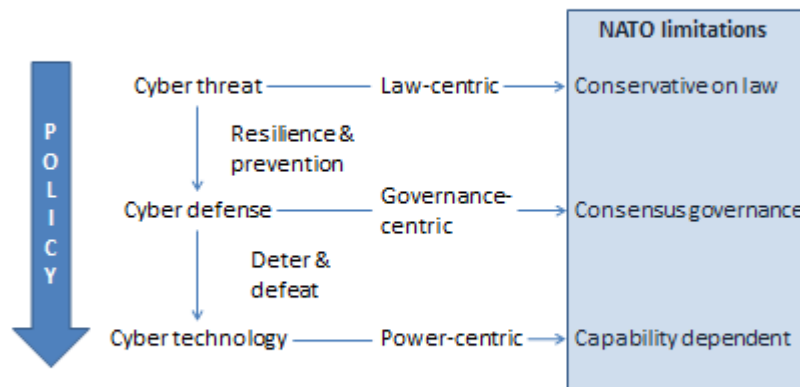 NATO limitations
Cyber threat Law-centric Conservative on law
Resilience &
prevention
Cyber defense Governance-
centric Consensus governance
Deter &
defeat
Cyber technology Power-centric Capability dependent
POLICY